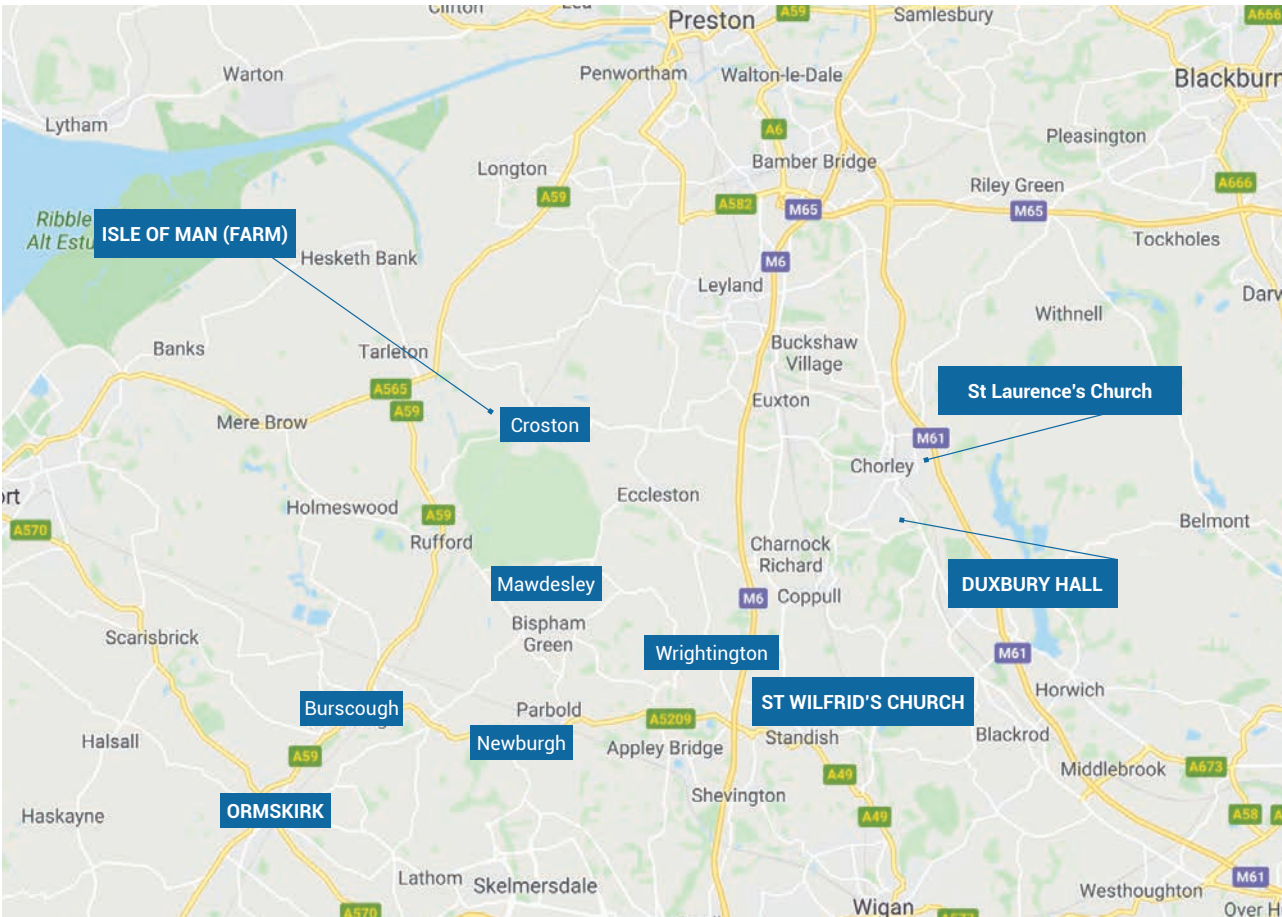 Clifton
Preston
A59
Samlesbury
A666
Warton
Penwortham
Walton-le-Dale
Blackburn
Lytham
A6
Pleasington
Longton
Bamber Bridge
A59
A582
M65
Riley Green
M65
A666
Ribble
Alt Estu
ISLE OF MAN (FARM)
Hesketh Bank
M6
Tockholes
Leyland
Darw
Withnell
Banks
Tarleton
Buckshaw
Village
A565
A59
St Laurence's Church
Mere Brow
Croston
Euxton
M61
Chorley
ort
Holmeswood
Eccleston
A59
A570
Rufford
Belmont
Charnock
Richard
Mawdesley
DUXBURY HALL
M6
Coppull
Bispham
Green
Scarisbrick
Wrightington
M61
Horwich
Burscough
Parbold
ST WILFRID'S CHURCH
A5209
Newburgh
Appley Bridge
Standish
Blackrod
Halsall
A59
A49
Middlebrook
A673
Shevington
ORMSKIRK
Haskayne
A49
A58
A
Lathom
Skelmersdale
M61
Westhoughton
A570
Wigan
A577
Over H